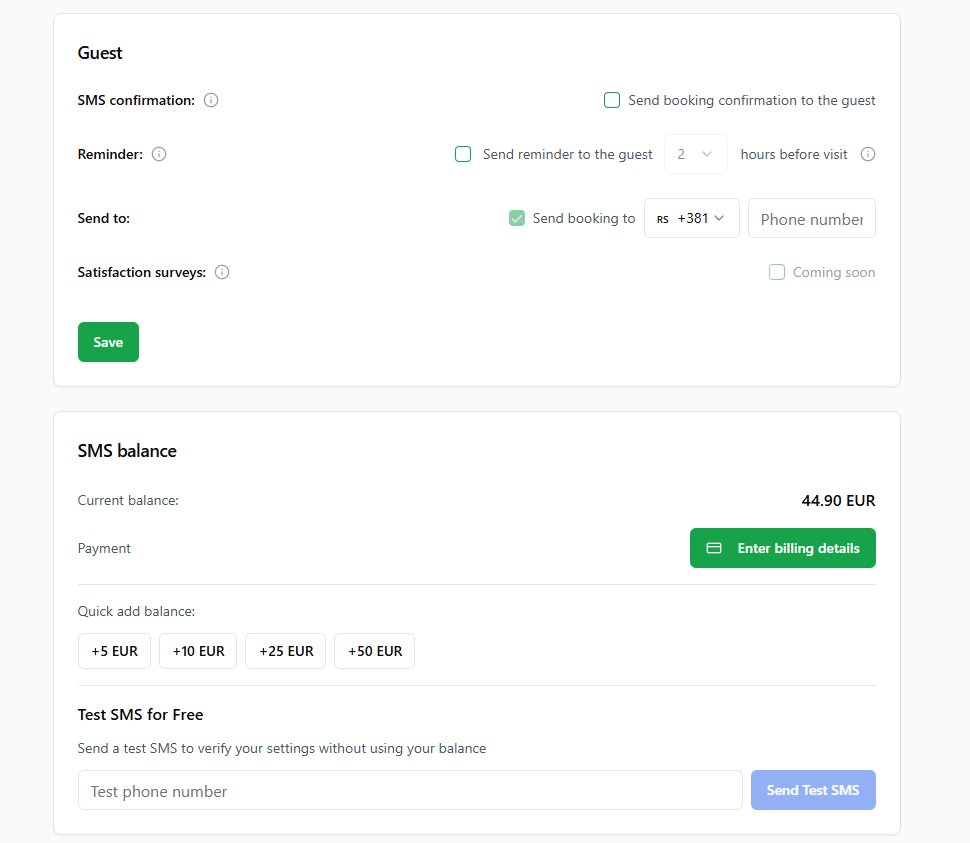 Guest
SMS confirmation: Send booking confirmation to the guest
Reminder: Send reminder to the guest 2 hours before visit
Send to: Send booking to RS +381 Phone number
Satisfaction surveys: Coming soon
Save
SMS balance
Current balance: 44.90 EUR
Payment Enter billing details
Quick add balance:
+5 EUR +10 EUR +25 EUR +50 EUR
Test SMS for Free
Send a test SMS to verify your settings without using your balance
Test phone number Send Test SMS